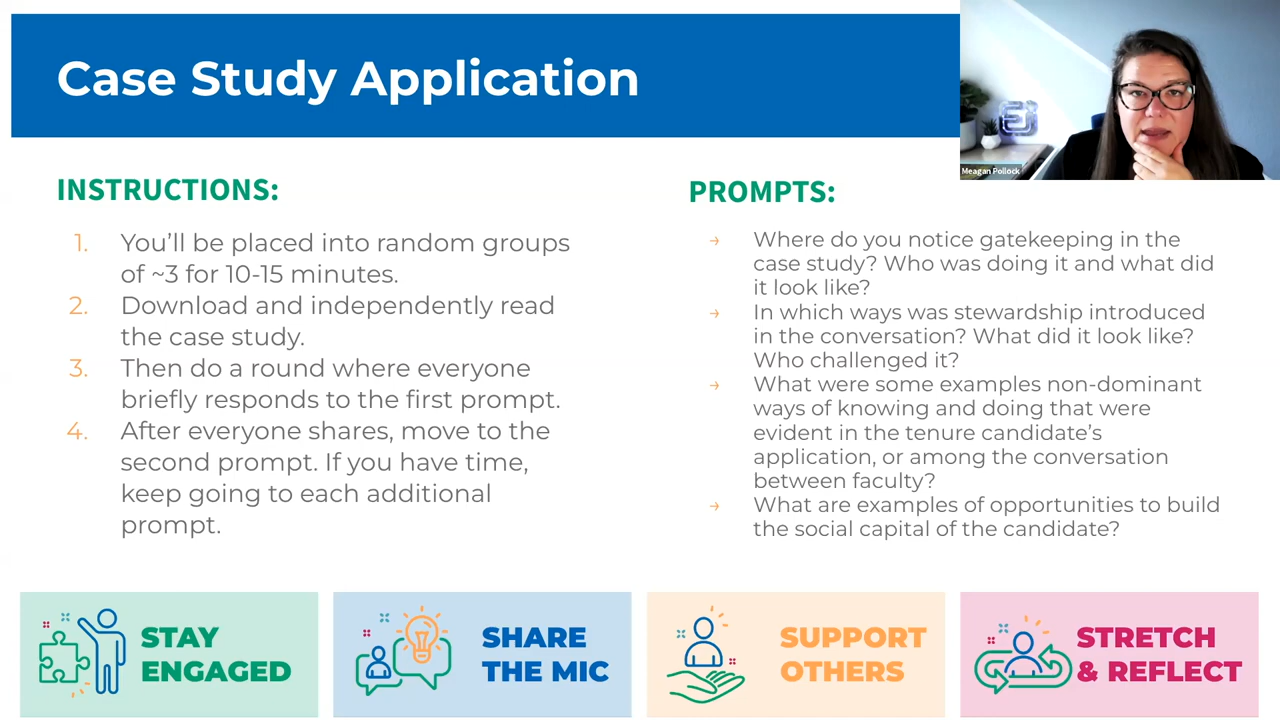 Case Study Application
Meagan Pollock
INSTRUCTIONS:
1. You’ll be placed into random groups
of ~3 for 10-15 minutes.
2. Download and independently read
the case study.
3. Then do a round where everyone
briefly responds to the first prompt.
4. After everyone shares, move to the
second prompt. If you have time,
keep going to each additional
prompt.
PROMPTS:
→ Where do you notice gatekeeping in the
case study? Who was doing it and what did
it look like?
→ In which ways was stewardship introduced
in the conversation? What did it look like?
Who challenged it?
→ What were some examples non-dominant
ways of knowing and doing that were
evident in the tenure candidate’s
application, or among the conversation
between faculty?
→ What are examples of opportunities to build
the social capital of the candidate?
STAY
ENGAGED
SHARE
THE MIC
SUPPORT
OTHERS
STRETCH
& REFLECT